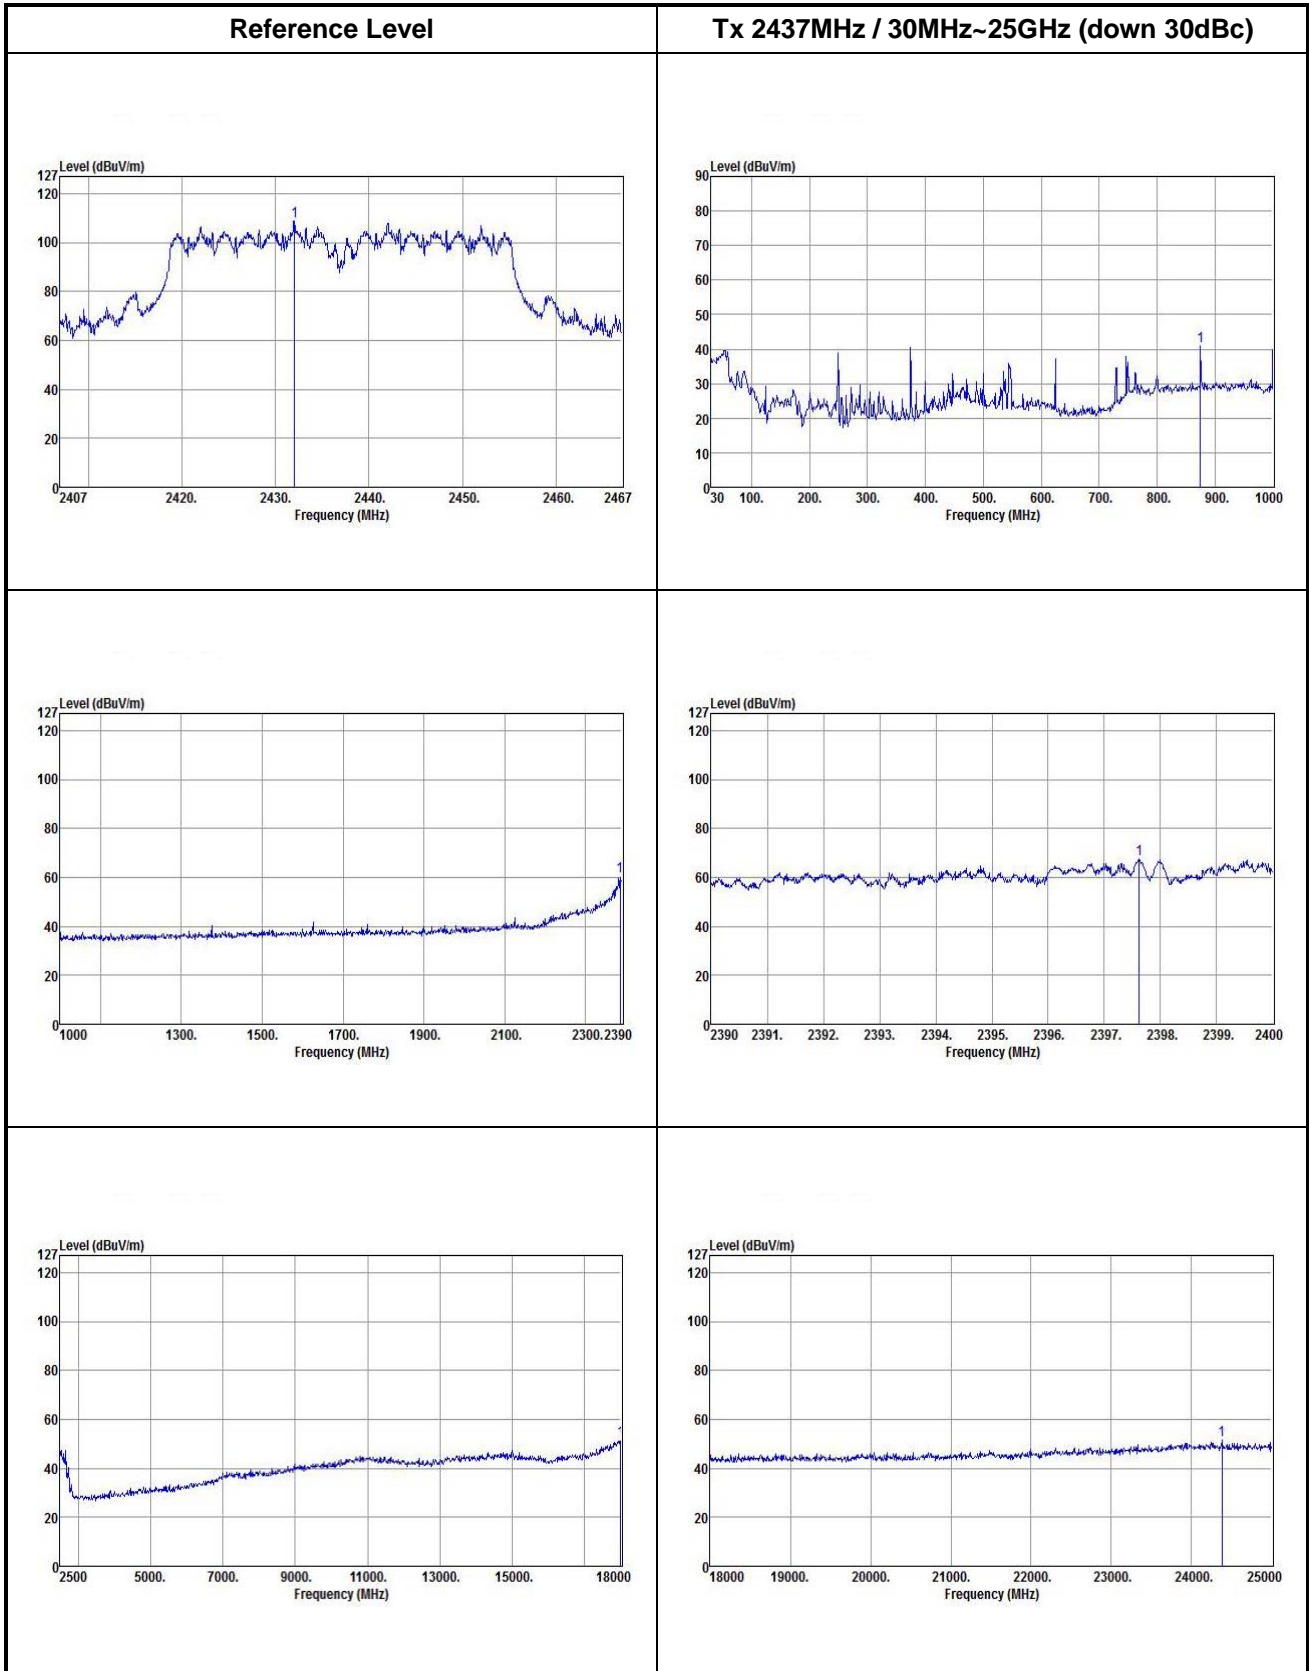 Reference Level
Tx 2437MHz / 30MHz~25GHz (down 30dBc)
Level (dBuV/m)
127
120
100
80
60
40
20
0
1
2407 2420. 2430. 2440. 2450. 2460. 2467
Frequency (MHz)
Level (dBuV/m)
90
80
70
60
50
40
30
20
10
0
1
30 100. 200. 300. 400. 500. 600. 700. 800. 900. 1000
Frequency (MHz)
Level (dBuV/m)
127
120
100
80
60
40
20
0
1
1000 1300. 1500. 1700. 1900. 2100. 2300. 2390
Frequency (MHz)
Level (dBuV/m)
127
120
100
80
60
40
20
0
1
2390 2391. 2392. 2393. 2394. 2395. 2396. 2397. 2398. 2399. 2400
Frequency (MHz)
Level (dBuV/m)
127
120
100
80
60
40
20
0
2500 5000. 7000. 9000. 11000. 13000. 15000. 18000
Frequency (MHz)
Level (dBuV/m)
127
120
100
80
60
40
20
0
1
18000 19000. 20000. 21000. 22000. 23000. 24000. 25000
Frequency (MHz)